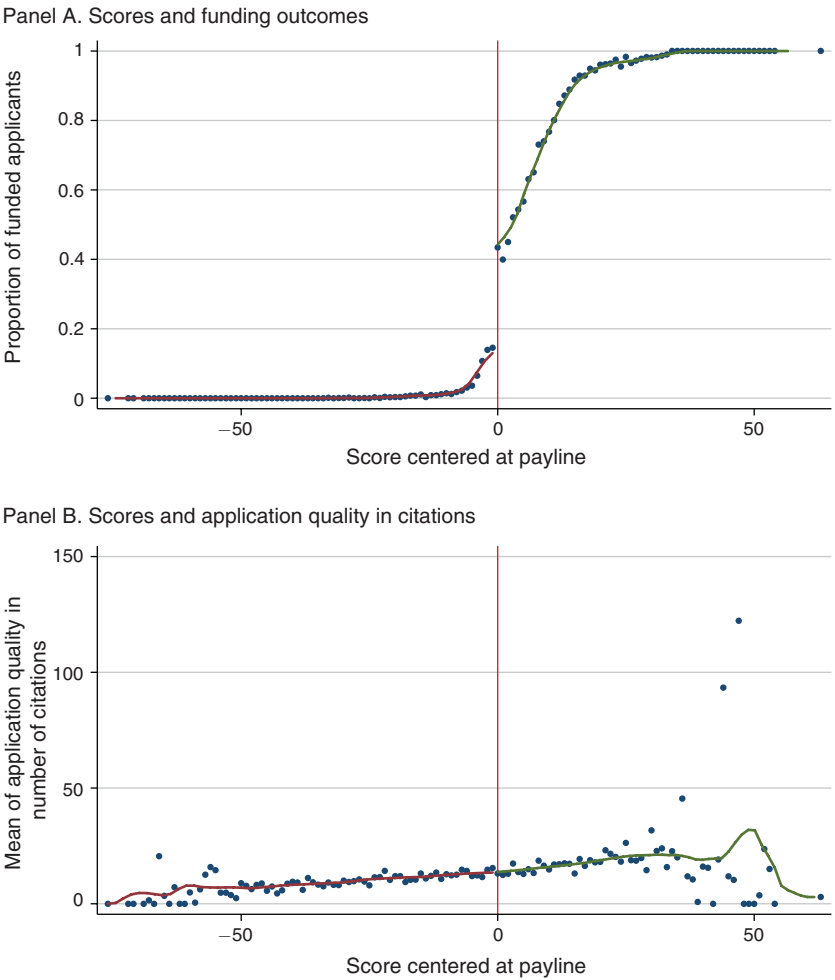 Panel A. Scores and funding outcomes
Proportion of funded applicants
1
0.8
0.6
0.4
0.2
0
−50
0
50
Score centered at payline
Panel B. Scores and application quality in citations
Mean of application quality in
number of citations
150
100
50
0
−50
0
50
Score centered at payline